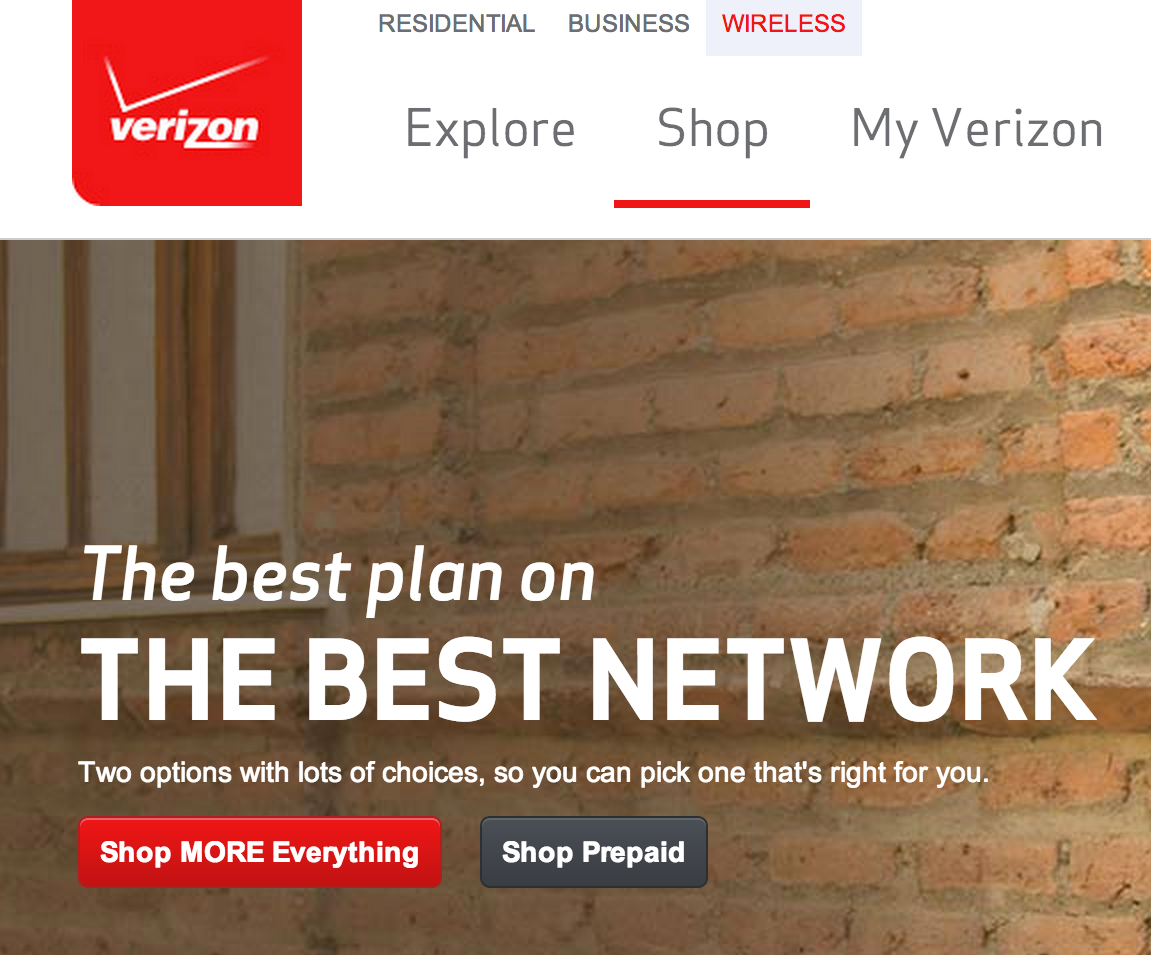 RESIDENTIAL BUSINESS WIRELESS
verizon
Explore Shop My Verizon
The best plan on
THE BEST NETWORK
Two options with lots of choices, so you can pick one that's right for you.
Shop MORE Everything Shop Prepaid